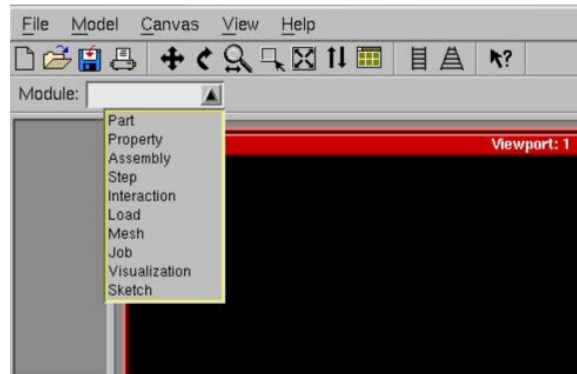 File Model Canvas View Help
?
Module:
Part
Property
Viewport: 1
Assembly
Step
Interaction
Load
Mesh
Job
Visualization
Sketch